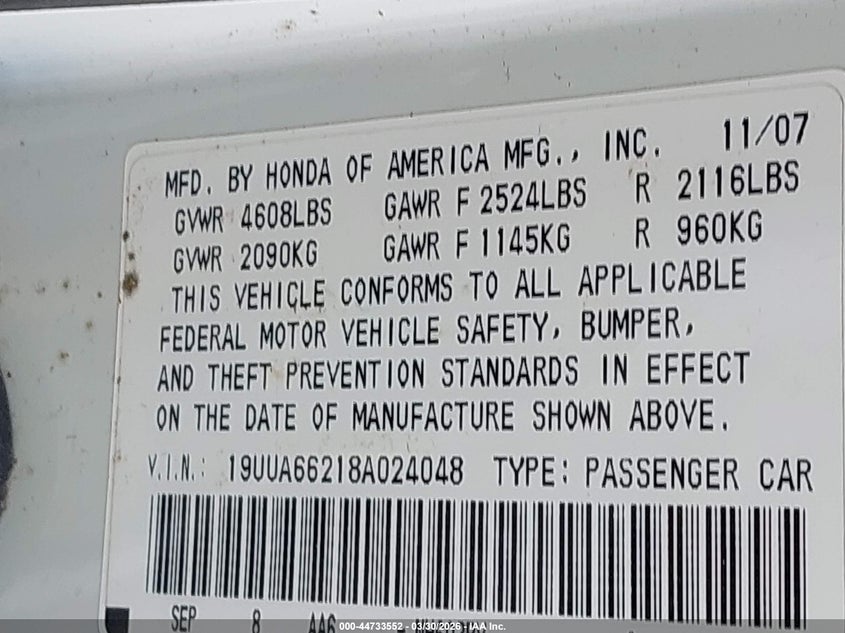 MFD. BY HONDA OF AMERICA MFG., INC. 11/07
GVWR 4608LBS GAWR F 2524LBS R 2116LBS
GVWR 2090KG GAWR F 1145KG R 960KG
THIS VEHICLE CONFORMS TO ALL APPLICABLE
FEDERAL MOTOR VEHICLE SAFETY, BUMPER,
AND THEFT PREVENTION STANDARDS IN EFFECT
ON THE DATE OF MANUFACTURE SHOWN ABOVE.
V.I.N.: 19UUA66218A024048 TYPE: PASSENGER CAR
SEP 8 AA6
000-44733552 - 03/30/2026 - IAA Inc.